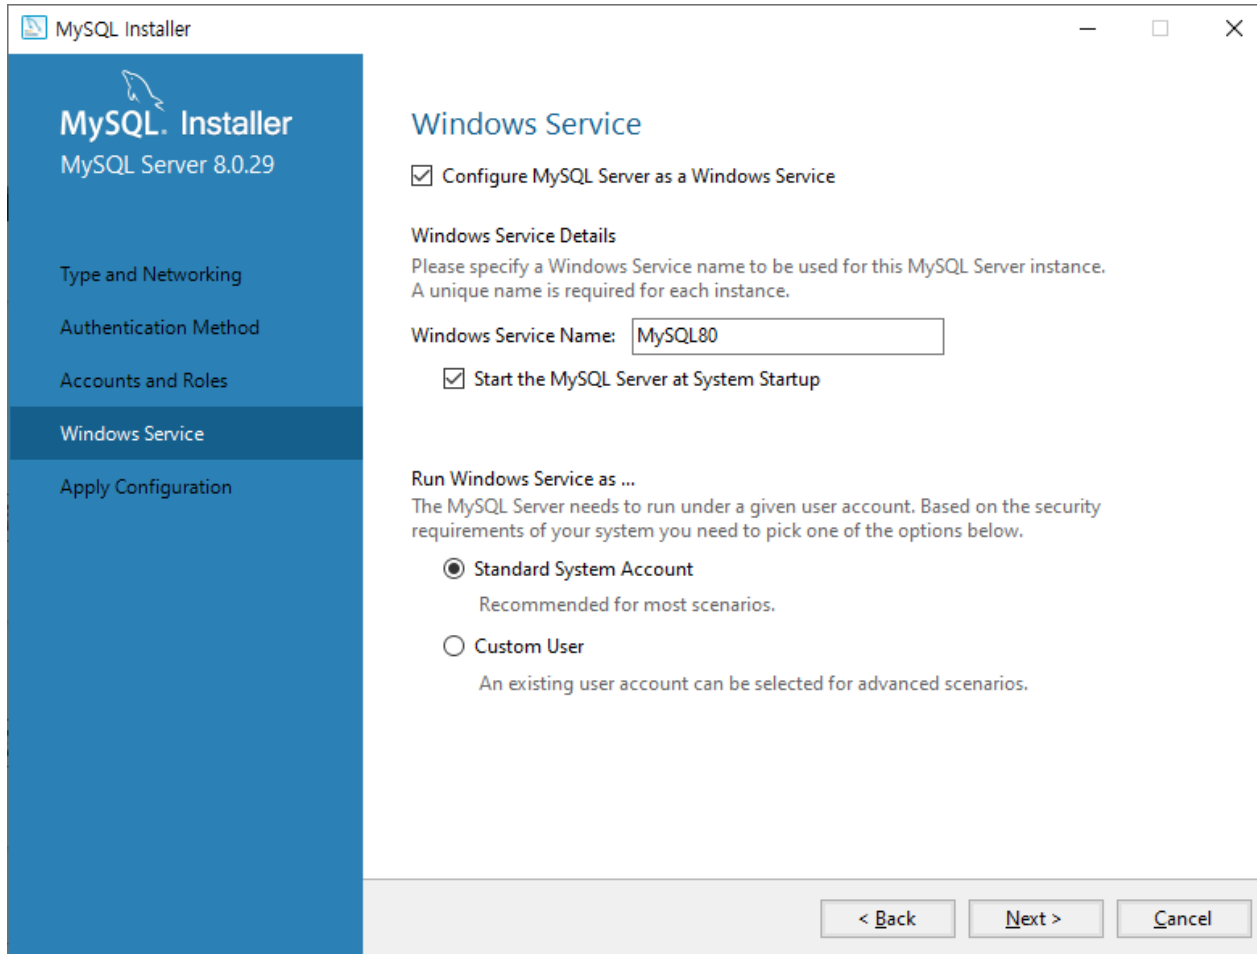 MySQL Installer
MySQL. Installer
MySQL Server 8.0.29
Type and Networking
Authentication Method
Accounts and Roles
Windows Service
Apply Configuration
Windows Service
Configure MySQL Server as a Windows Service
Windows Service Details
Please specify a Windows Service name to be used for this MySQL Server instance.
A unique name is required for each instance.
Windows Service Name: MySQL80
Start the MySQL Server at System Startup
Run Windows Service as ...
The MySQL Server needs to run under a given user account. Based on the security
requirements of your system you need to pick one of the options below.
Standard System Account
Recommended for most scenarios.
Custom User
An existing user account can be selected for advanced scenarios.
< Back
Next >
Cancel